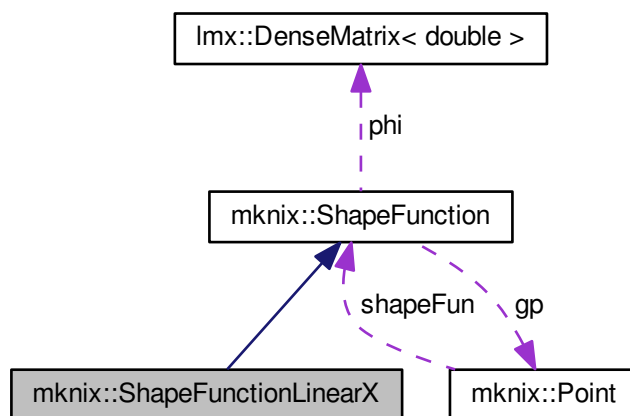 lmx::DenseMatrix< double >
phi
mknix::ShapeFunction
shapeFun
gp
mknix::ShapeFunctionLinearX
mknix::Point